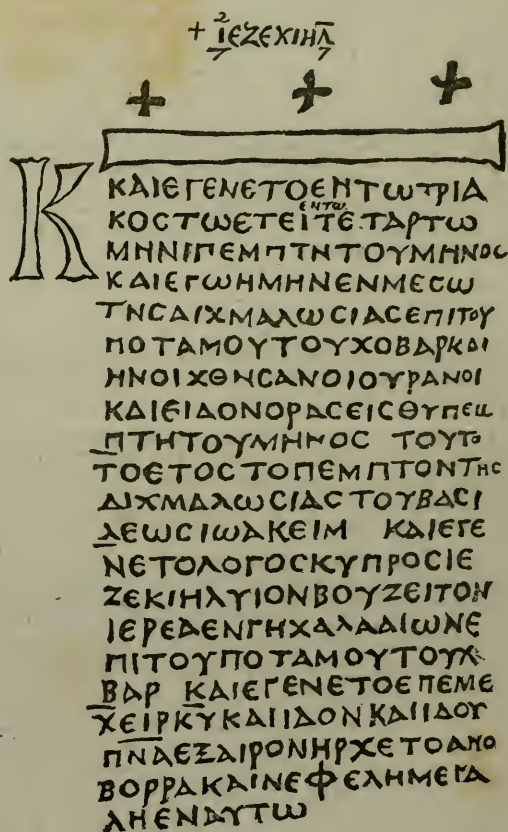 + ΙΕΖΕΚΙΗΛ
Κ
ΚΑΙΕΓΕΝΕΤΟΕΝΤΩΤΡΙΑ
ΕΝΤΩ
ΚΟϹΤΩΕΤΕΙΤΕΤΑΡΤΩ
ΜΗΝΙΠΕΜΠΤΗΤΟΥΜΗΝΟϹ
ΚΑΙΕΓΩΗΜΗΝΕΝΜΕϹΩ
ΤΗϹΑΙΧΜΑΛΩϹΙΑϹΕΠΙΤΟΥ
ΠΟΤΑΜΟΥΤΟΥΧΟΒΑΡΚΑΙ
ΗΝΟΙΧΘΗϹΑΝΟΙΟΥΡΑΝΟΙ
ΚΑΙΕΙΔΟΝΟΡΑϹΕΙϹΘΥΠΕΜ
ΠΤΗΤΟΥΜΗΝΟϹ ΤΟΥΤΟ
ΤΟΕΤΟϹΤΟΠΕΜΠΤΟΝΤΗϹ
ΑΙΧΜΑΛΩϹΙΑϹΤΟΥΒΑϹΙ
ΛΕΩϹΙΩΑΚΕΙΜ ΚΑΙΕΓΕ
ΝΕΤΟΛΟΓΟϹΚΥΠΡΟϹΙΕ
ΖΕΚΙΗΛΥΙΟΝΒΟΥΖΕΙΤΟΝ
ΙΕΡΕΑΕΝΓΗΧΑΛΔΑΙΩΝΕ
ΠΙΤΟΥΠΟΤΑΜΟΥΤΟΥΧ
ΒΑΡ ΚΑΙΕΓΕΝΕΤΟΕΠΕΜΕ
ΧΕΙΡΚΥΚΑΙΙΔΟΝΚΑΙΙΔΟΥ
ΠΝΑΕΞΑΙΡΟΝΗΡΧΕΤΟΑΠΟ
ΒΟΡΡΑΚΑΙΝΕΦΕΛΗΜΕΓΑ
ΛΗΕΝΑΥΤΩ